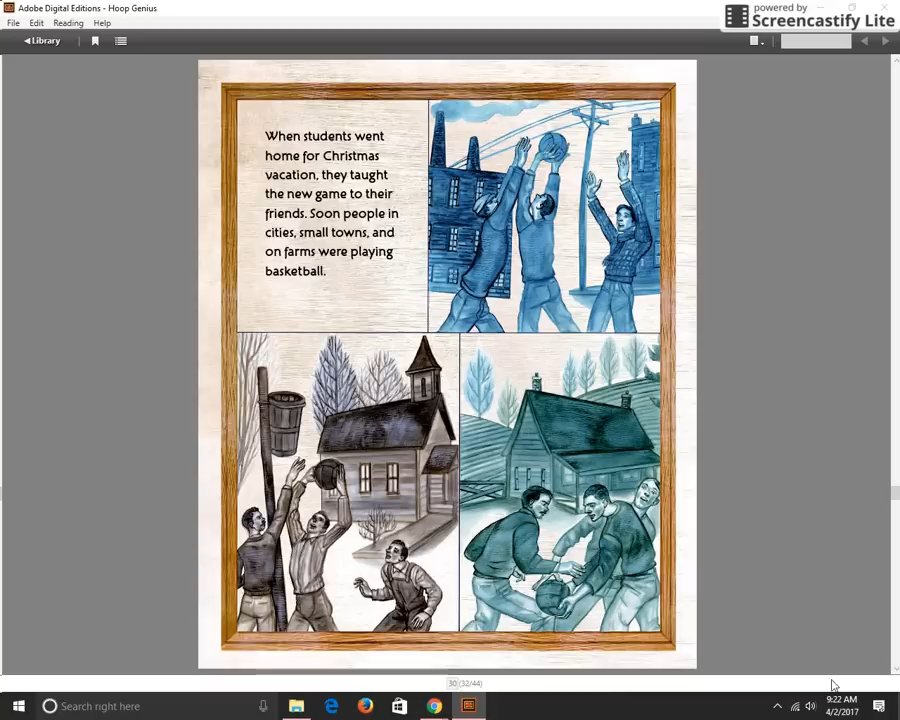 Adobe Digital Editions - Hoop Genius
powered by
Screencastify Lite
File Edit Reading Help
Library
When students went
home for Christmas
vacation, they taught
the new game to their
friends. Soon people in
cities, small towns, and
on farms were playing
basketball.
30 (32/44)
Search right here
9:22 AM
4/2/2017